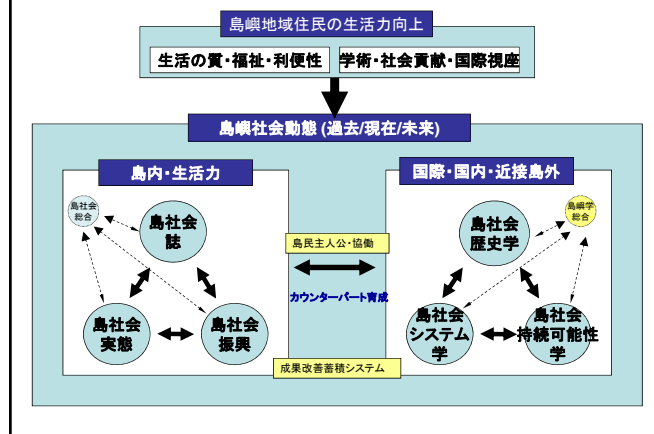 島嶼地域住民の生活力向上
生活の質・福祉・利便性
学術・社会貢献・国際視座
島嶼社会動態 (過去/現在/未来)
島内・生活力
国際・国内・近接島外
島社会
総合
島社会
誌
島社会
実態
島社会
振興
島民主人公・協働
カウンターパート育成
成果改善蓄積システム
島嶼学
総合
島社会
歴史学
島社会
システム
学
島社会
持続可能性
学